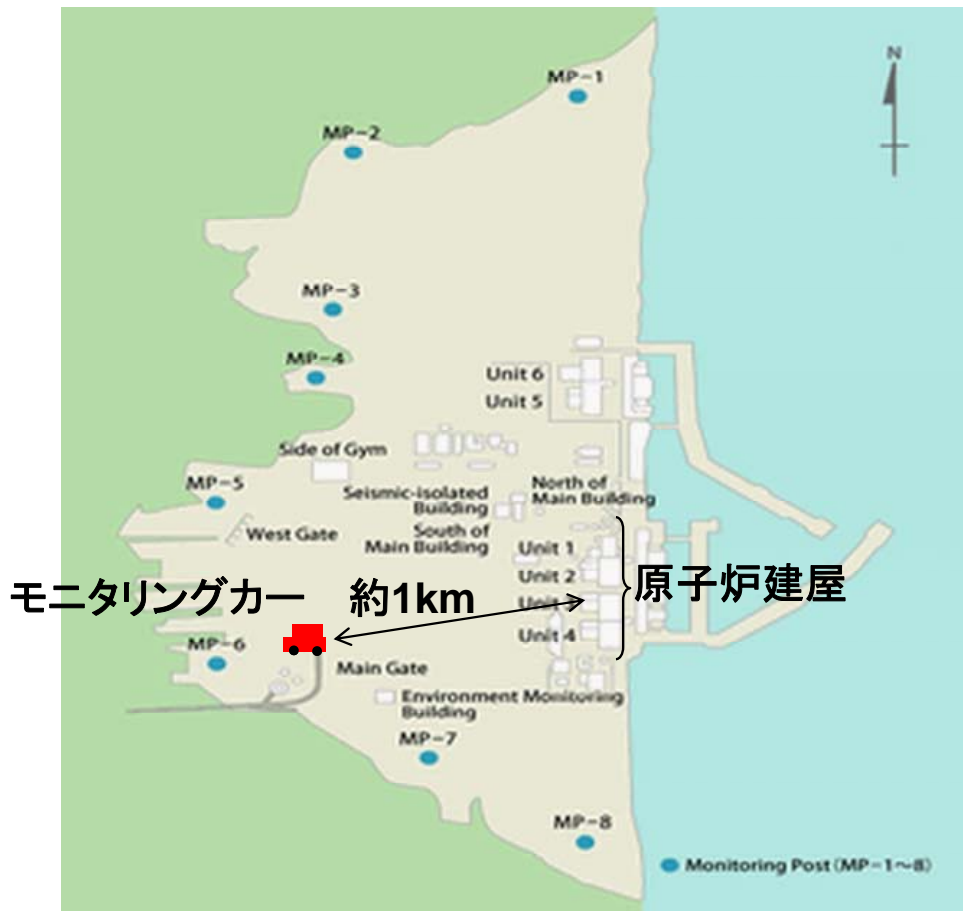 N
MP-1
MP-2
MP-3
MP-4
Unit 6
Unit 5
Side of Gym
MP-5
Seismic-isolated
Building
North of
Main Building
West Gate
South of
Main Building
Unit 1
Unit 2
モニタリングカー
約1km
原子炉建屋
Unit
Unit 4
MP-6
Main Gate
Environment Monitoring
Building
MP-7
MP-8
Monitoring Post (MP-1~8)